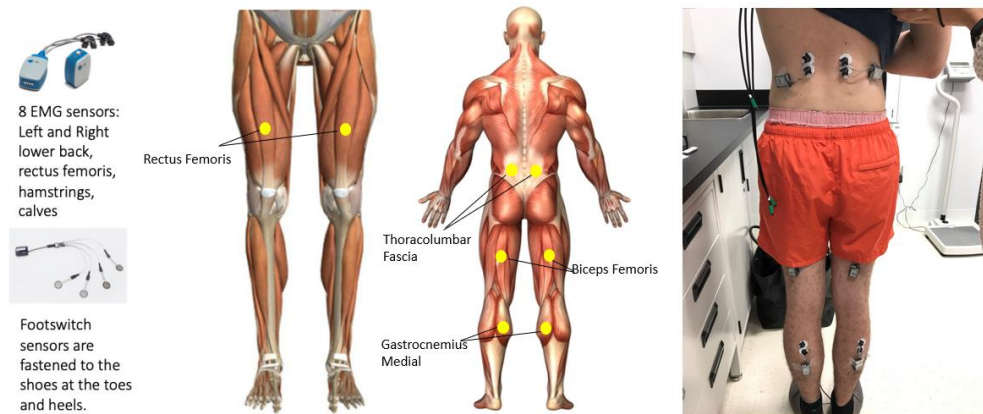 8 EMG sensors:
Left and Right
lower back,
rectus femoris,
hamstrings,
calves
Footswitch
sensors are
fastened to the
shoes at the toes
and heels.
Rectus Femoris
Thoracolumbar
Fascia
Biceps Femoris
Gastrocnemius
Medial